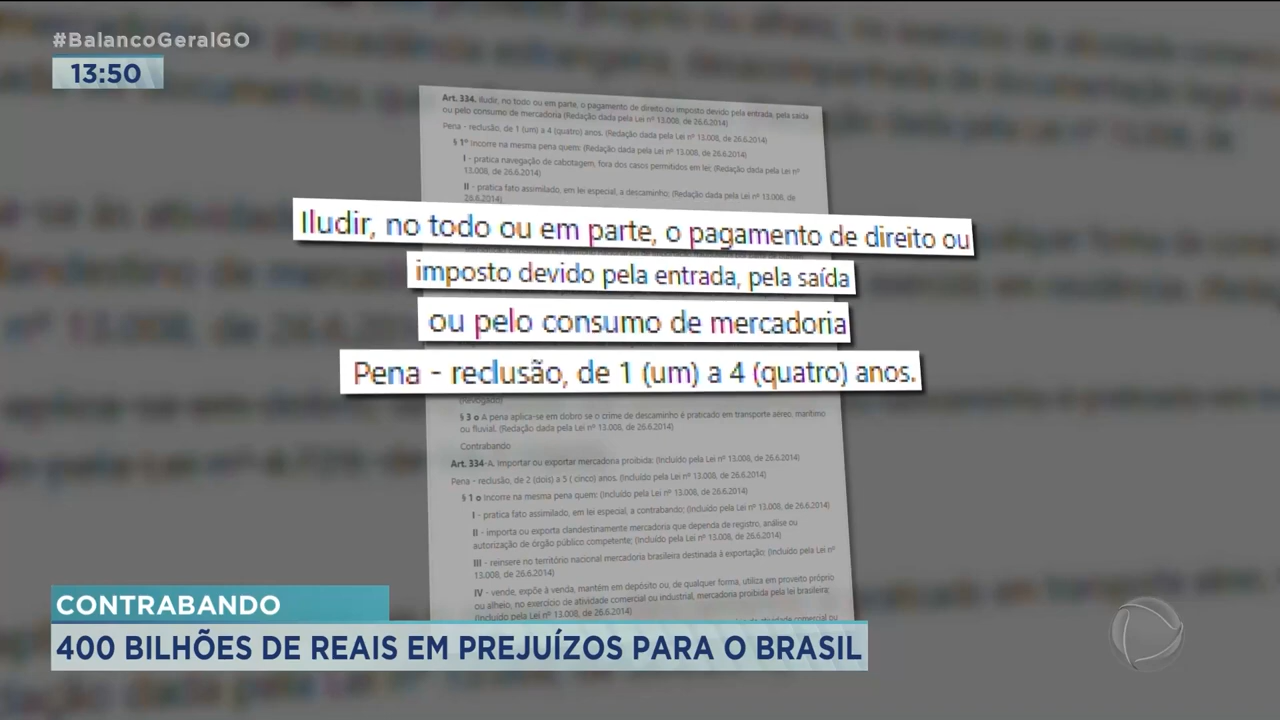 #BalancoGeralGO
13:50
Art. 334. Iludir, no todo ou em parte, o pagamento de direito ou imposto devido pela entrada, pela saída
ou pelo consumo de mercadoria (Redação dada pela Lei nº 13.008, de 26.6.2014)
Pena - reclusão, de 1 (um) a 4 (quatro) anos. (Redação dada pela Lei nº 13.008, de 26.6.2014)
§ 1º Incorre na mesma pena quem: (Redação dada pela Lei nº 13.008, de 26.6.2014)
I - pratica navegação de cabotagem, fora dos casos permitidos em lei; (Redação dada pela Lei nº
13.008, de 26.6.2014)
II - pratica fato assimilado, em lei especial, a descaminho; (Redação dada pela Lei nº 13.008, de
26.6.2014)
Iludir, no todo ou em parte, o pagamento de direito ou
imposto devido pela entrada, pela saída
ou pelo consumo de mercadoria
Pena - reclusão, de 1 (um) a 4 (quatro) anos.
(Revogado)
§ 3 o A pena aplica-se em dobro se o crime de descaminho é praticado em transporte aéreo, marítimo
ou fluvial. (Redação dada pela Lei nº 13.008, de 26.6.2014)
Contrabando
Art. 334-A. Importar ou exportar mercadoria proibida: (Incluído pela Lei nº 13.008, de 26.6.2014)
Pena - reclusão, de 2 (dois) a 5 ( cinco) anos. (Incluído pela Lei nº 13.008, de 26.6.2014)
§ 1 o Incorre na mesma pena quem: (Incluído pela Lei nº 13.008, de 26.6.2014)
I - pratica fato assimilado, em lei especial, a contrabando; (Incluído pela Lei nº 13.008, de 26.6.2014)
II - importa ou exporta clandestinamente mercadoria que dependa de registro, análise ou
autorização de órgão público competente; (Incluído pela Lei nº 13.008, de 26.6.2014)
III - reinsere no território nacional mercadoria brasileira destinada à exportação; (Incluído pela Lei nº
13.008, de 26.6.2014)
IV - vende, expõe à venda, mantém em depósito ou, de qualquer forma, utiliza em proveito próprio
ou alheio, no exercício de atividade comercial ou industrial, mercadoria proibida pela lei brasileira;
(Incluído pela Lei nº 13.008, de 26.6.2014)
CONTRABANDO
400 BILHÕES DE REAIS EM PREJUÍZOS PARA O BRASIL